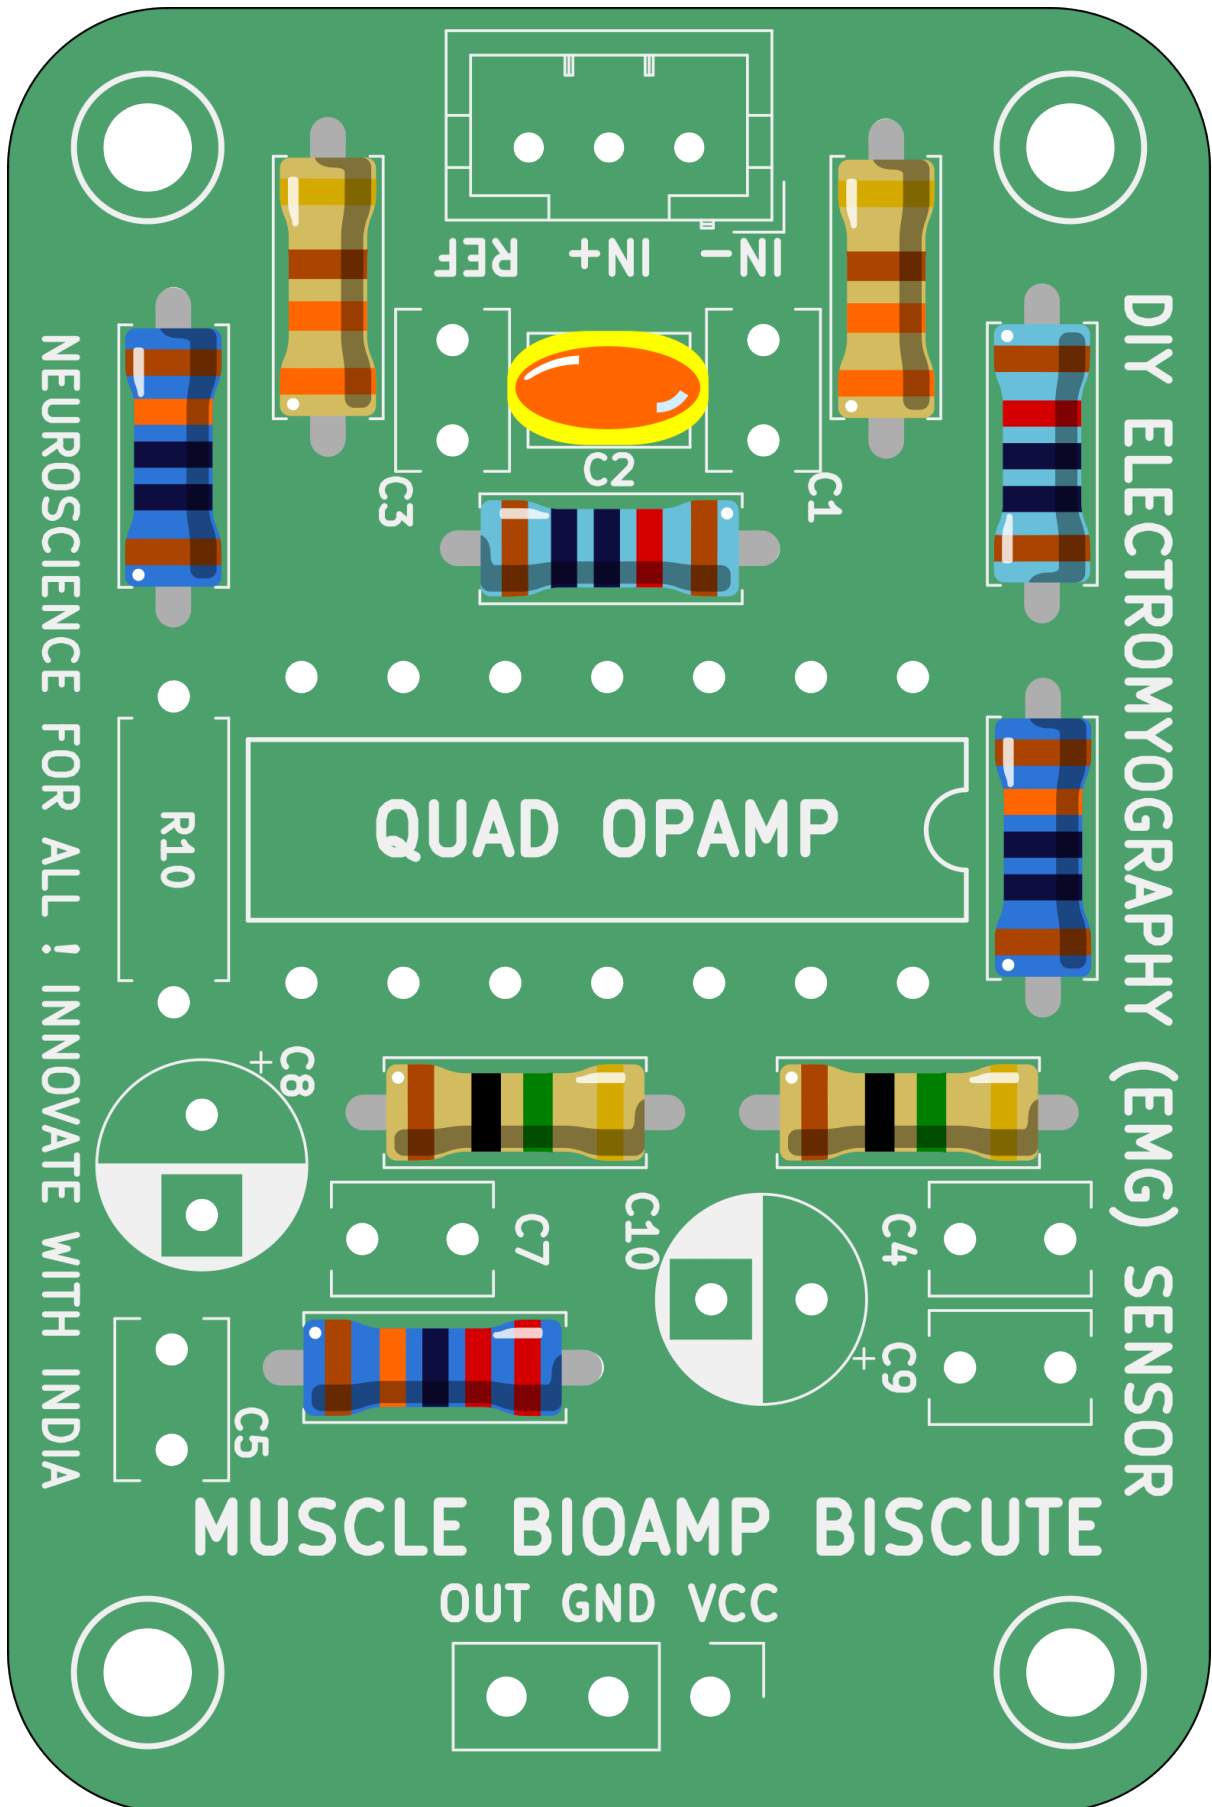 REF IN+ IN-
C3
C2
C1
DIY ELECTROMYOGRAPHY (EMG) SENSOR
NEUROSCIENCE FOR ALL ! INNOVATE WITH INDIA
QUAD OPAMP
R10
C8
C7
C10
C4
C9
C5
MUSCLE BIOAMP BISCUTE
OUT GND VCC